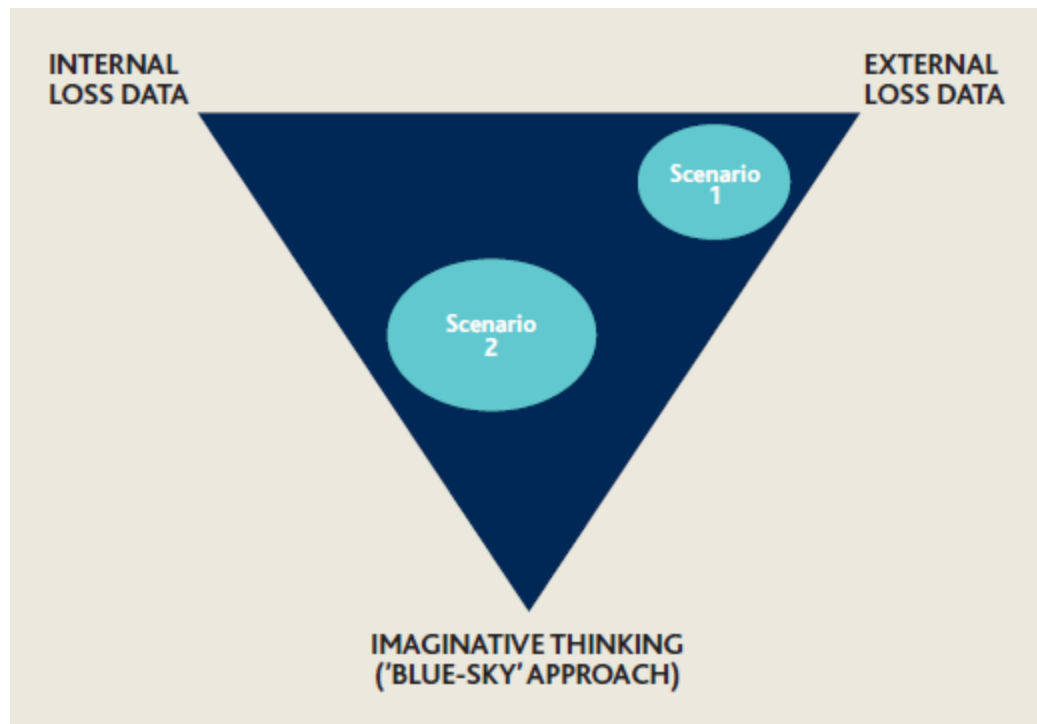 INTERNAL
LOSS DATA
EXTERNAL
LOSS DATA
Scenario
1
Scenario
2
IMAGINATIVE THINKING
('BLUE-SKY' APPROACH)